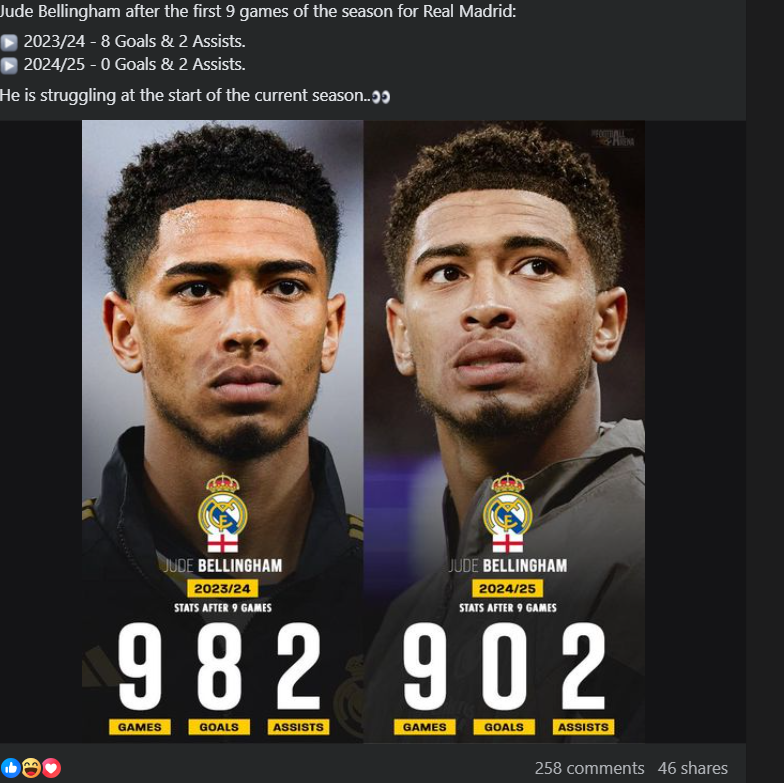 Jude Bellingham after the first 9 games of the season for Real Madrid:
2023/24 - 8 Goals & 2 Assists.
2024/25 - 0 Goals & 2 Assists.
He is struggling at the start of the current season..👀
JUDE BELLINGHAM
2023/24
STATS AFTER 9 GAMES
9 8 2
GAMES GOALS ASSISTS
JUDE BELLINGHAM
2024/25
STATS AFTER 9 GAMES
9 0 2
GAMES GOALS ASSISTS
258 comments 46 shares